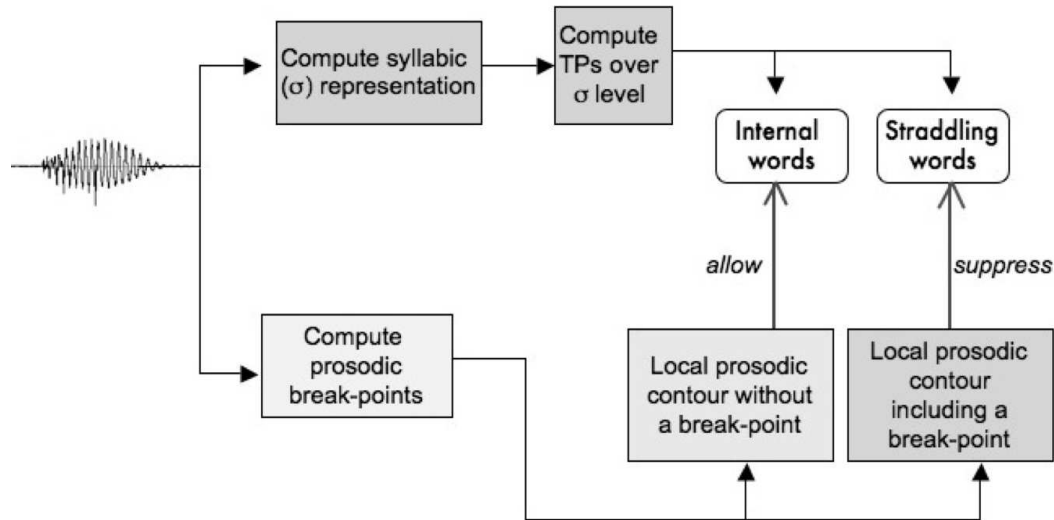 Compute syllabic
(σ) representation
Compute
TPs over
σ level
Internal
words
Straddling
words
allow
suppress
Compute
prosodic
break-points
Local prosodic
contour without
a break-point
Local prosodic
contour
including a
break-point